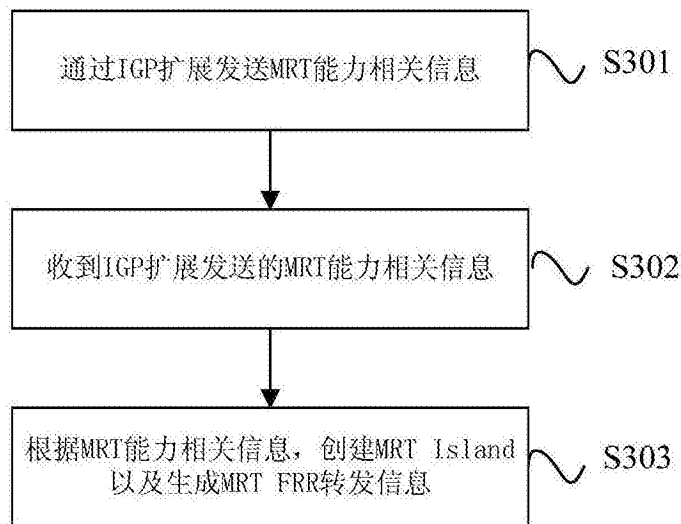 通过IGP扩展发送MRT能力相关信息
S301
收到IGP扩展发送的MRT能力相关信息
S302
根据MRT能力相关信息，创建MRT Island
以及生成MRT FRR转发信息
S303